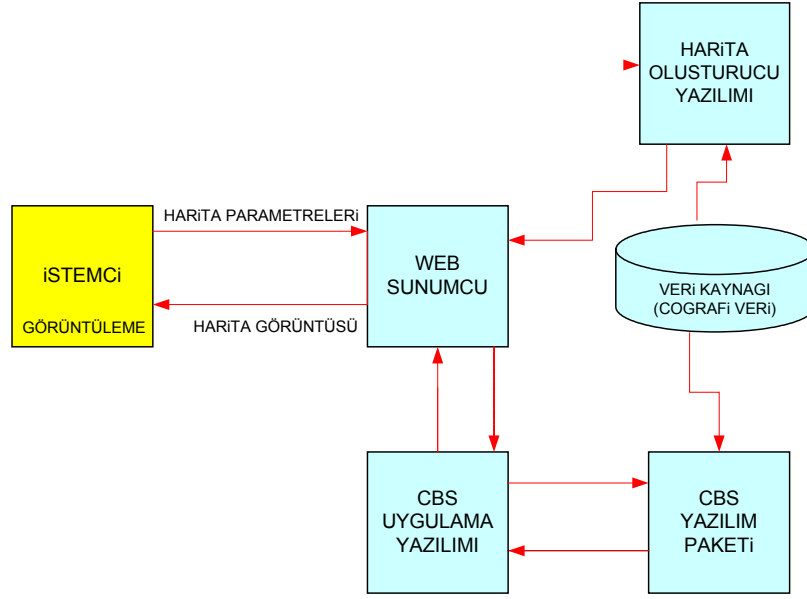 HARiTA
OLUSTURUCU
YAZILIMI
HARiTA PARAMETRELERi
iSTEMCi
GÖRÜNTÜLEME
WEB
SUNUMCU
HARiTA GÖRÜNTÜSÜ
VERi KAYNAGI
(COGRAFi VERi)
CBS
UYGULAMA
YAZILIMI
CBS
YAZILIM
PAKETi